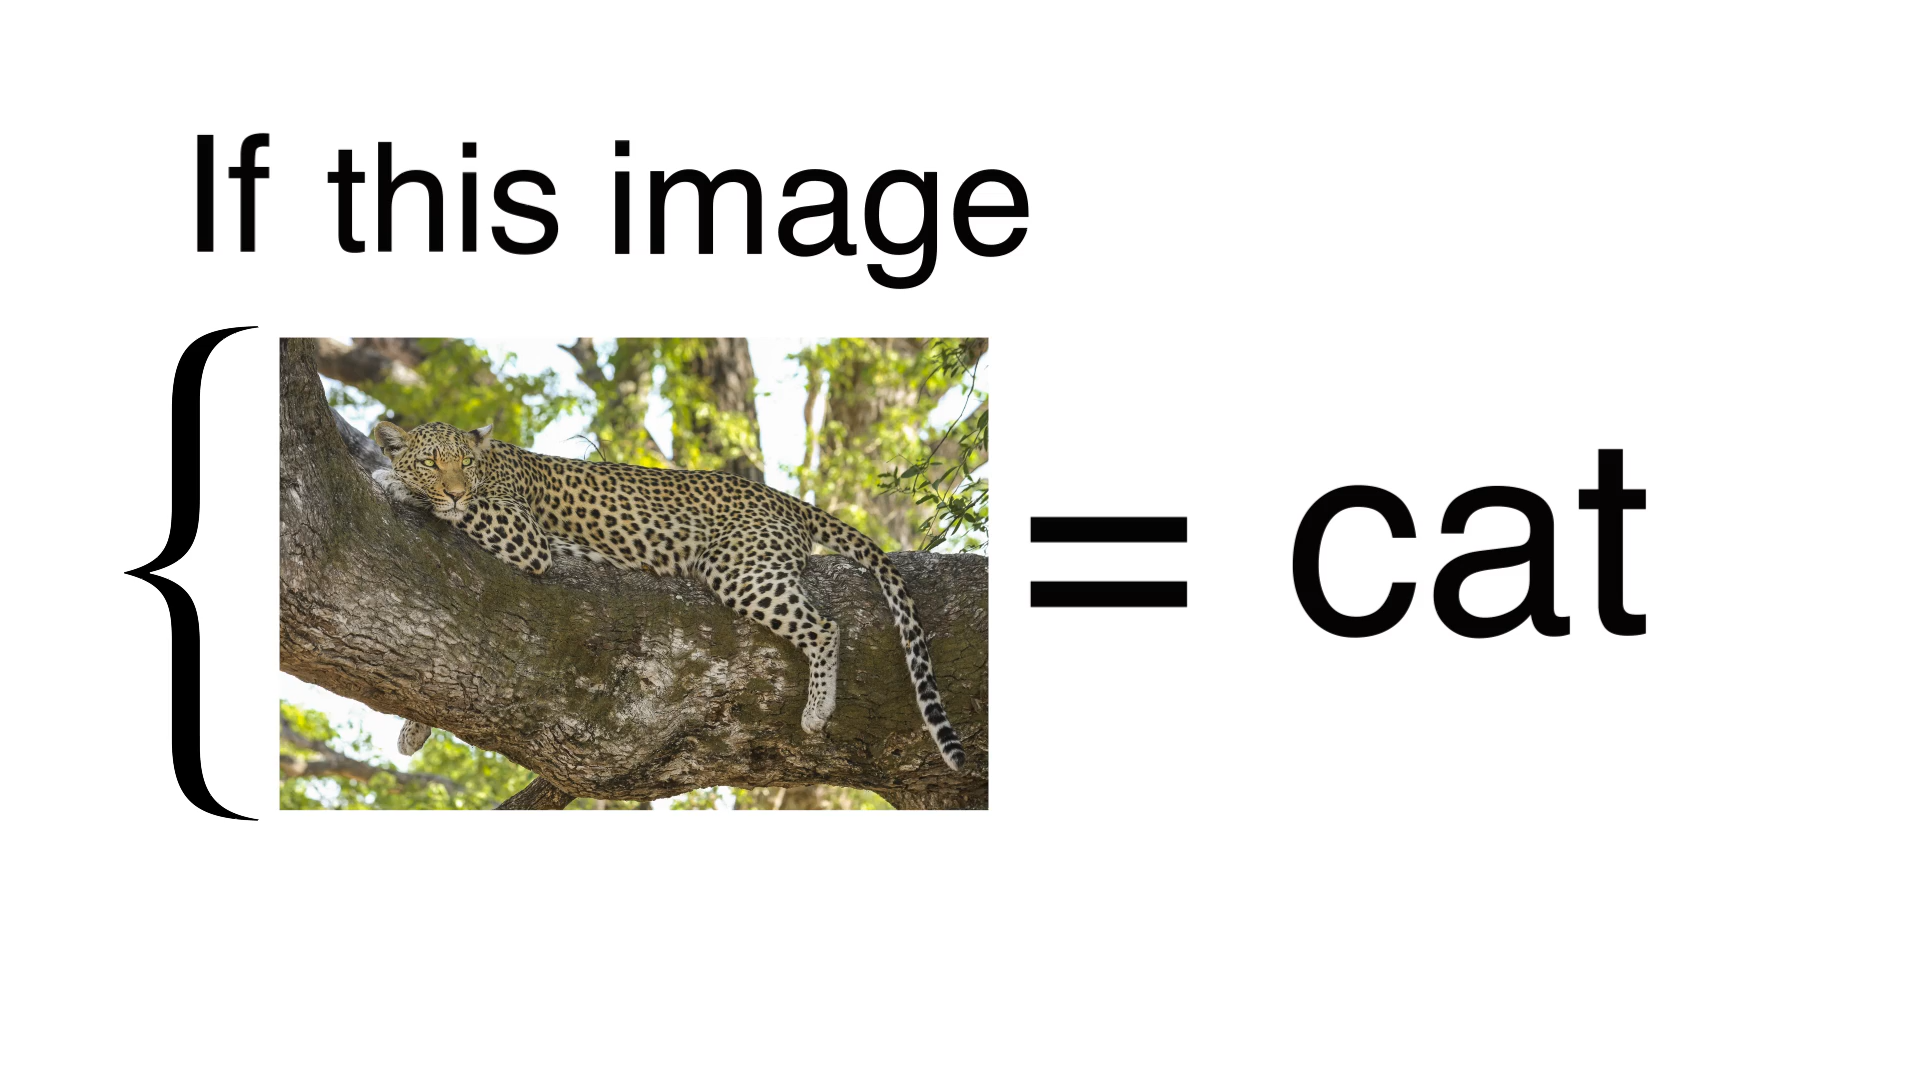 If this image
{ = cat